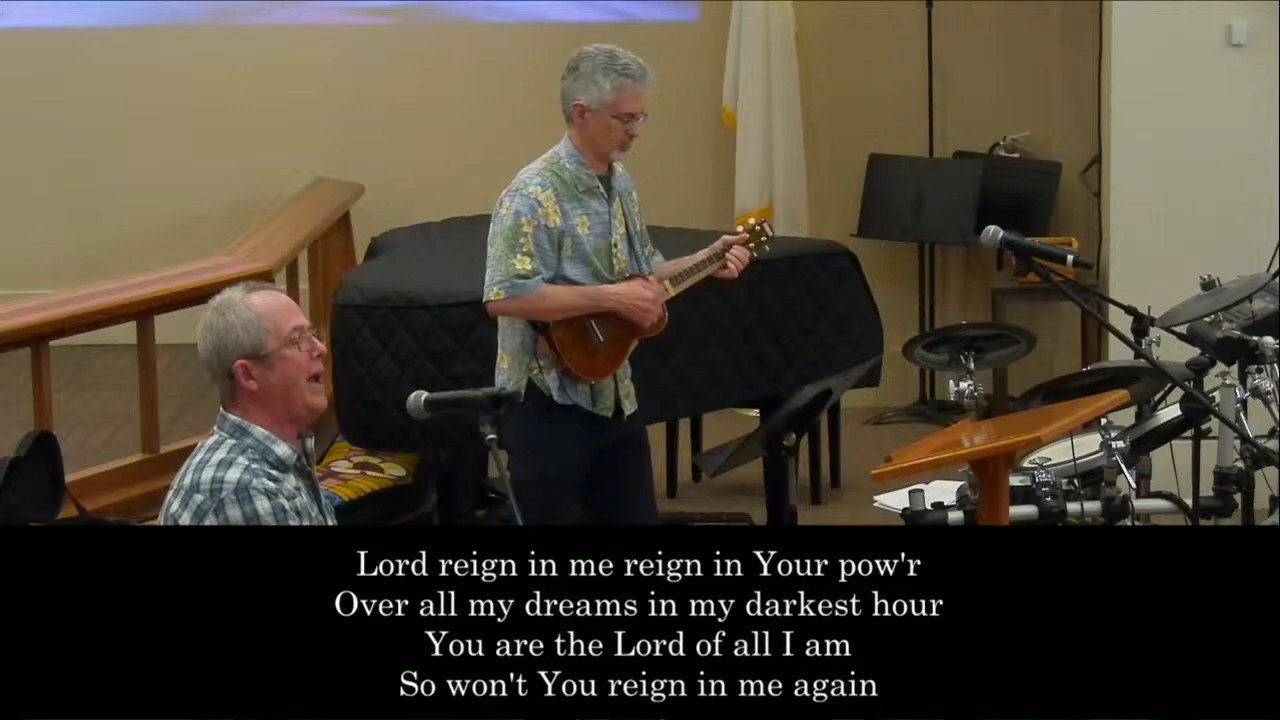 Lord reign in me reign in Your pow'r
Over all my dreams in my darkest hour
You are the Lord of all I am
So won't You reign in me again